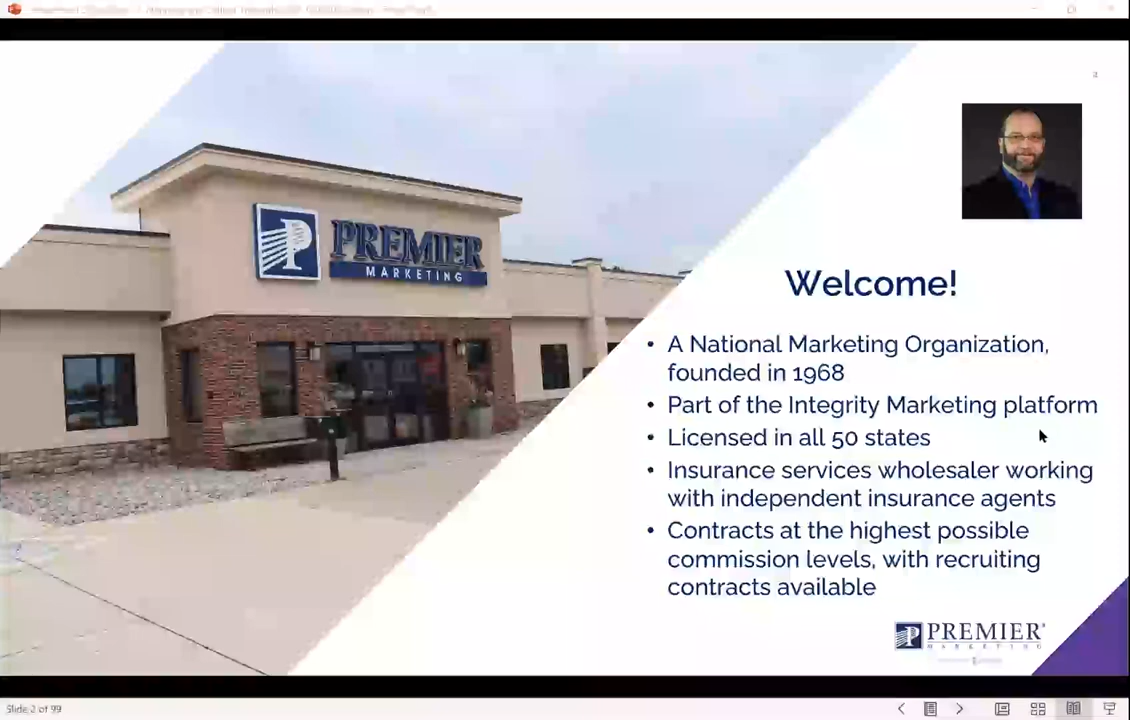 2
PREMIER
MARKETING
Welcome!
• A National Marketing Organization,
founded in 1968
• Part of the Integrity Marketing platform
• Licensed in all 50 states
• Insurance services wholesaler working
with independent insurance agents
• Contracts at the highest possible
commission levels, with recruiting
contracts available
PREMIER®
MARKETING
Slide 2 of 99